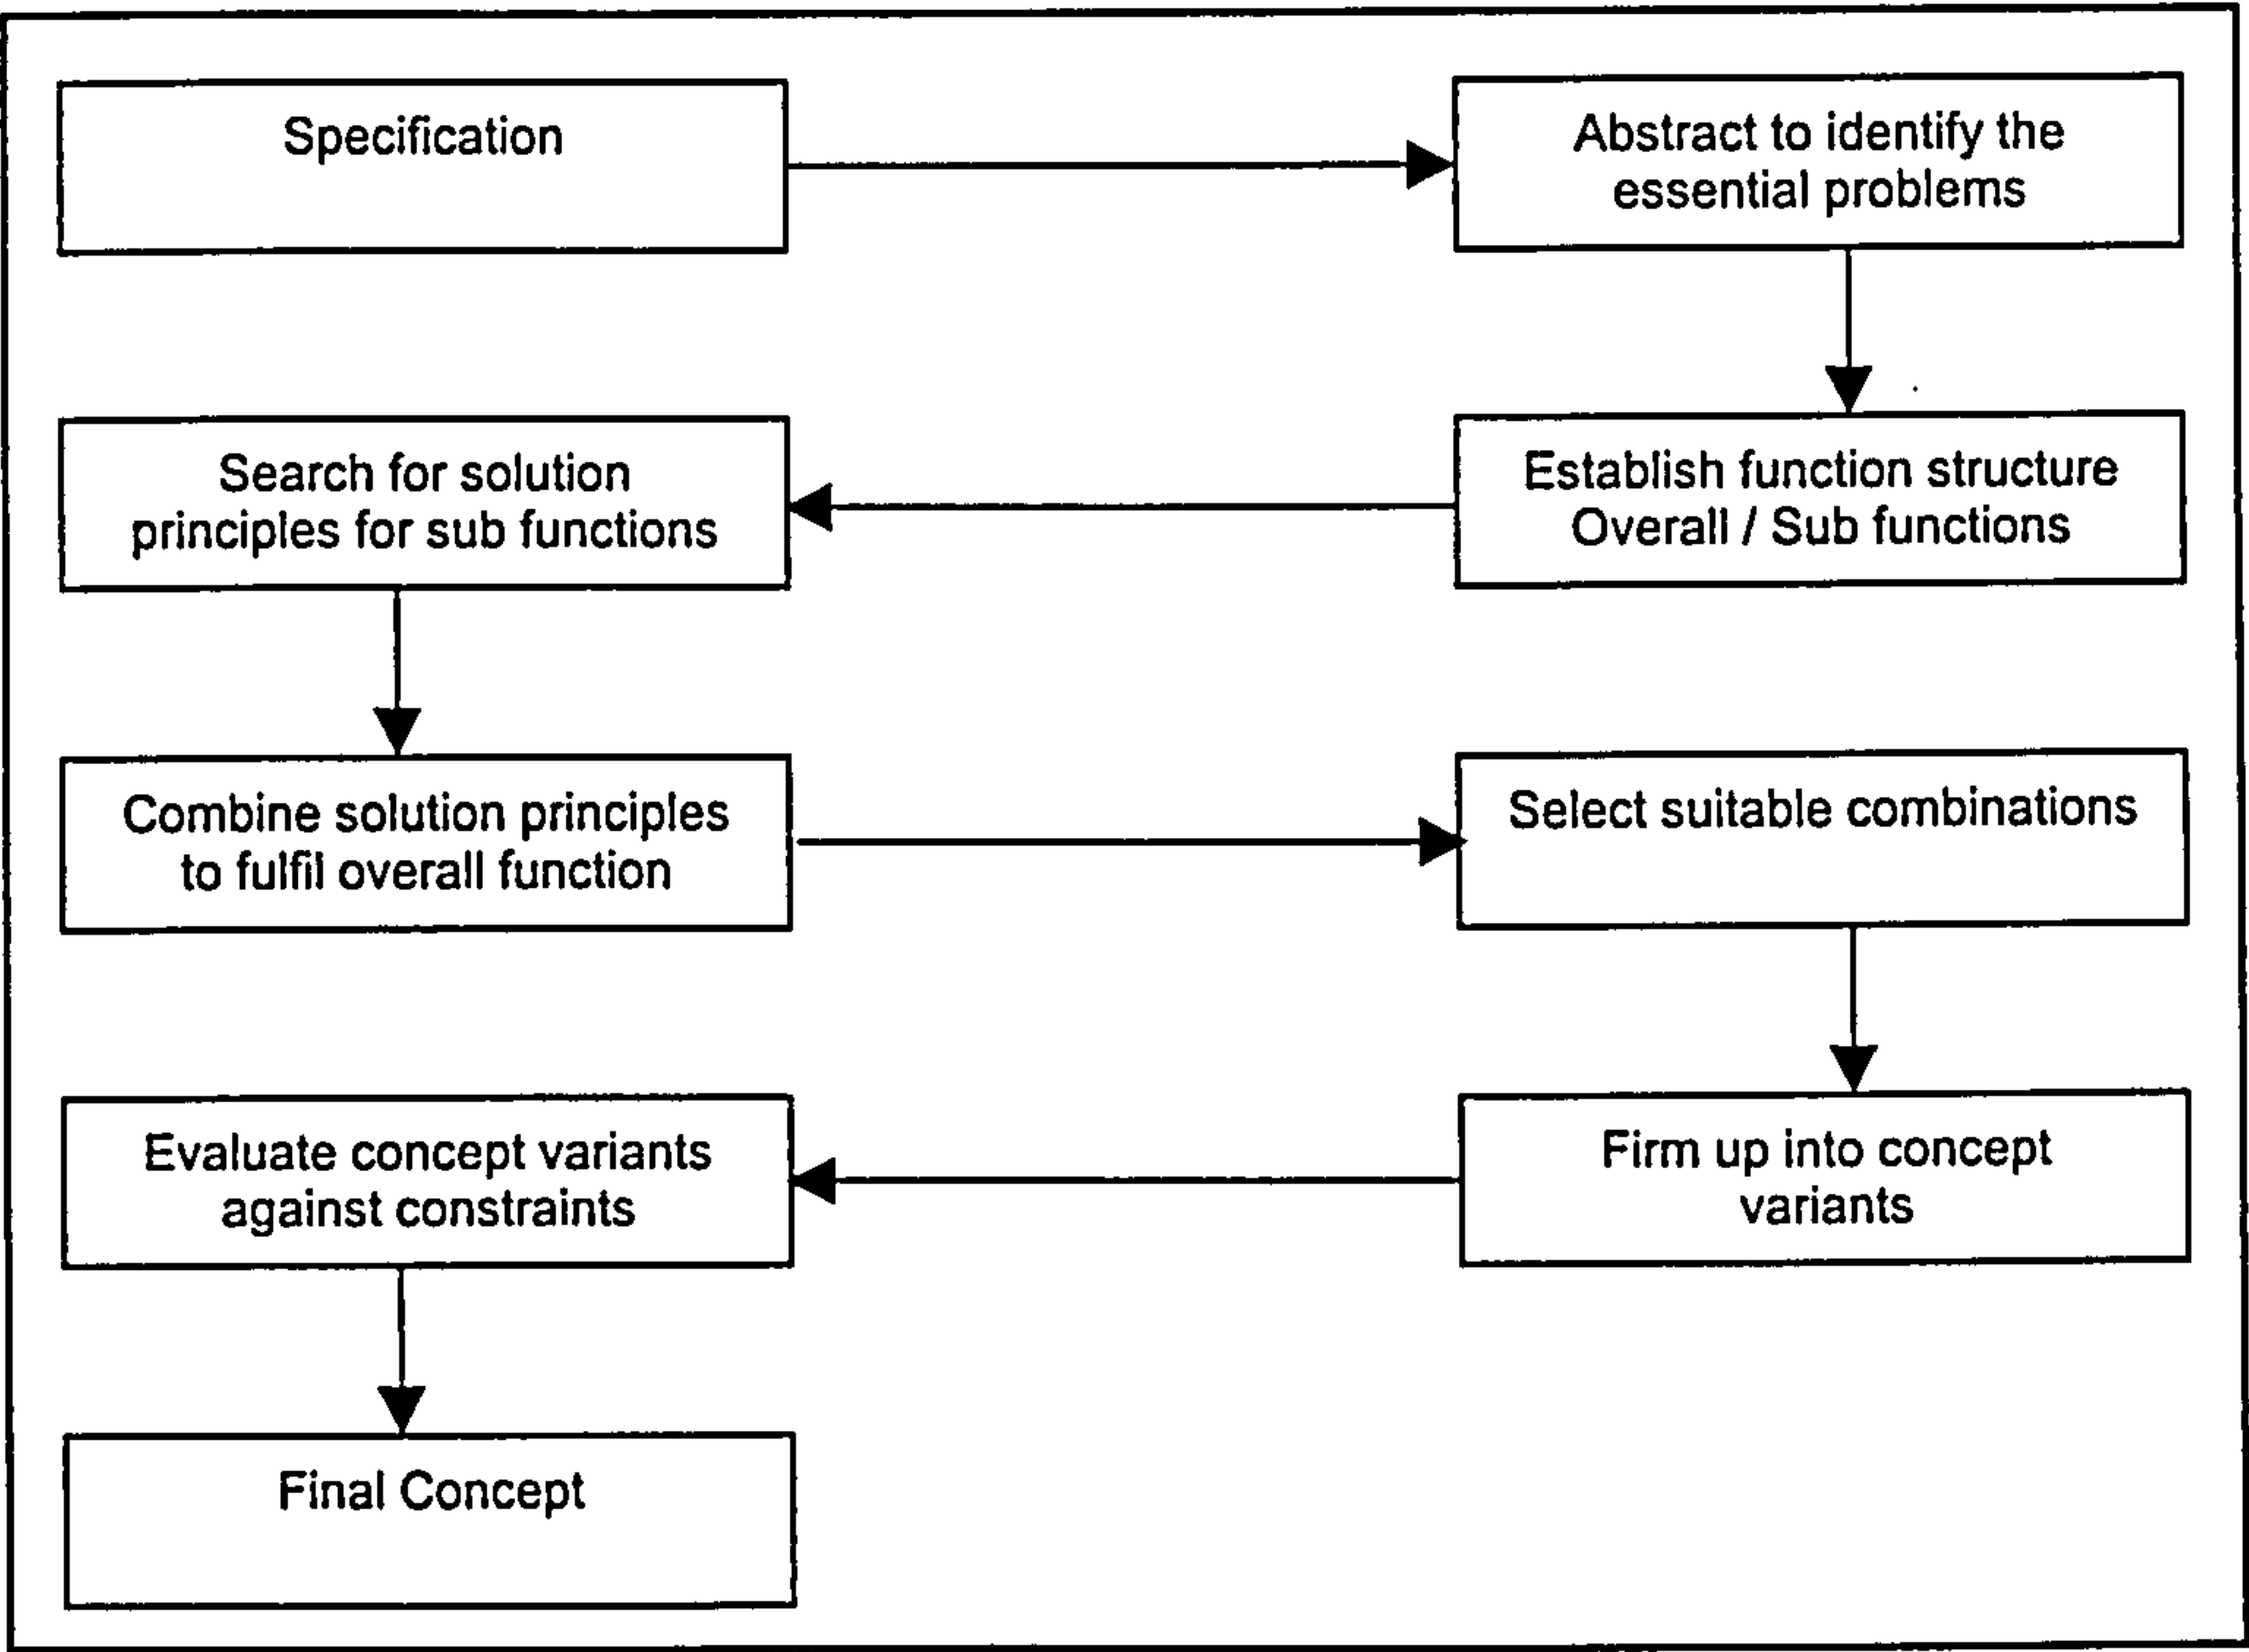 Specification
Abstract to identify the
essential problems
Search for solution
principles for sub functions
Establish function structure
Overall / Sub functions
Combine solution principles
to fulfil overall function
Select suitable combinations
Evaluate concept variants
against constraints
Firm up into concept
variants
Final Concept